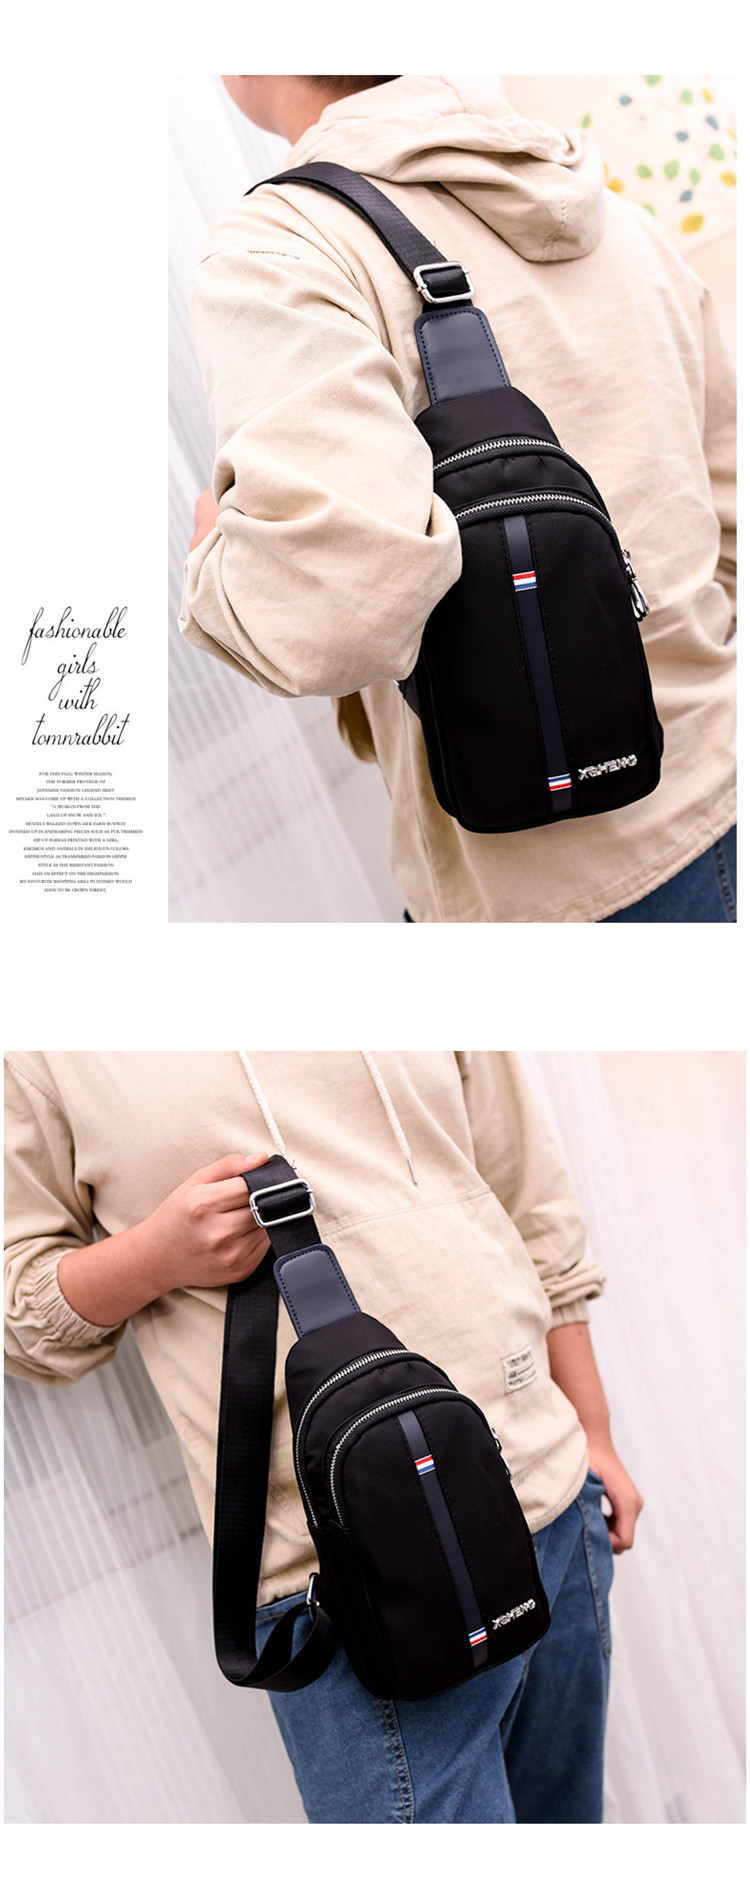 fashionable
girls
with
tomnrabbit
FOR THIS FALL/WINTER SEASON,
THE FORMER PROTEGE OF
JAPANESE FASHION LEGEND ISSEY
MIYAKE HAS COME UP WITH A COLLECTION THEMED
"A WOMAN FROM THE
LAND OF SNOW AND ICE."
MODELS WALKED DOWN HER PARIS RUNWAY
DONNED UP IN ENDEARING PIECES SUCH AS FUR-TRIMMED
ZIP UP PARKAS PRINTED WITH A GIRL,
ESKIMOS AND ANIMALS IN DELICIOUS COLORS.
HIPPIE STYLE AS TRANSFERED FASHION HIPPIE
STYLE AS THE RESISTANT FASHION
HAD AN EFFECT ON THE HIGHFASHION.
MY FAVOURITE SHOPPING AREA IN SYDNEY WOULD
HAVE TO BE CROWN STREET,
XQHENG
XQHENG